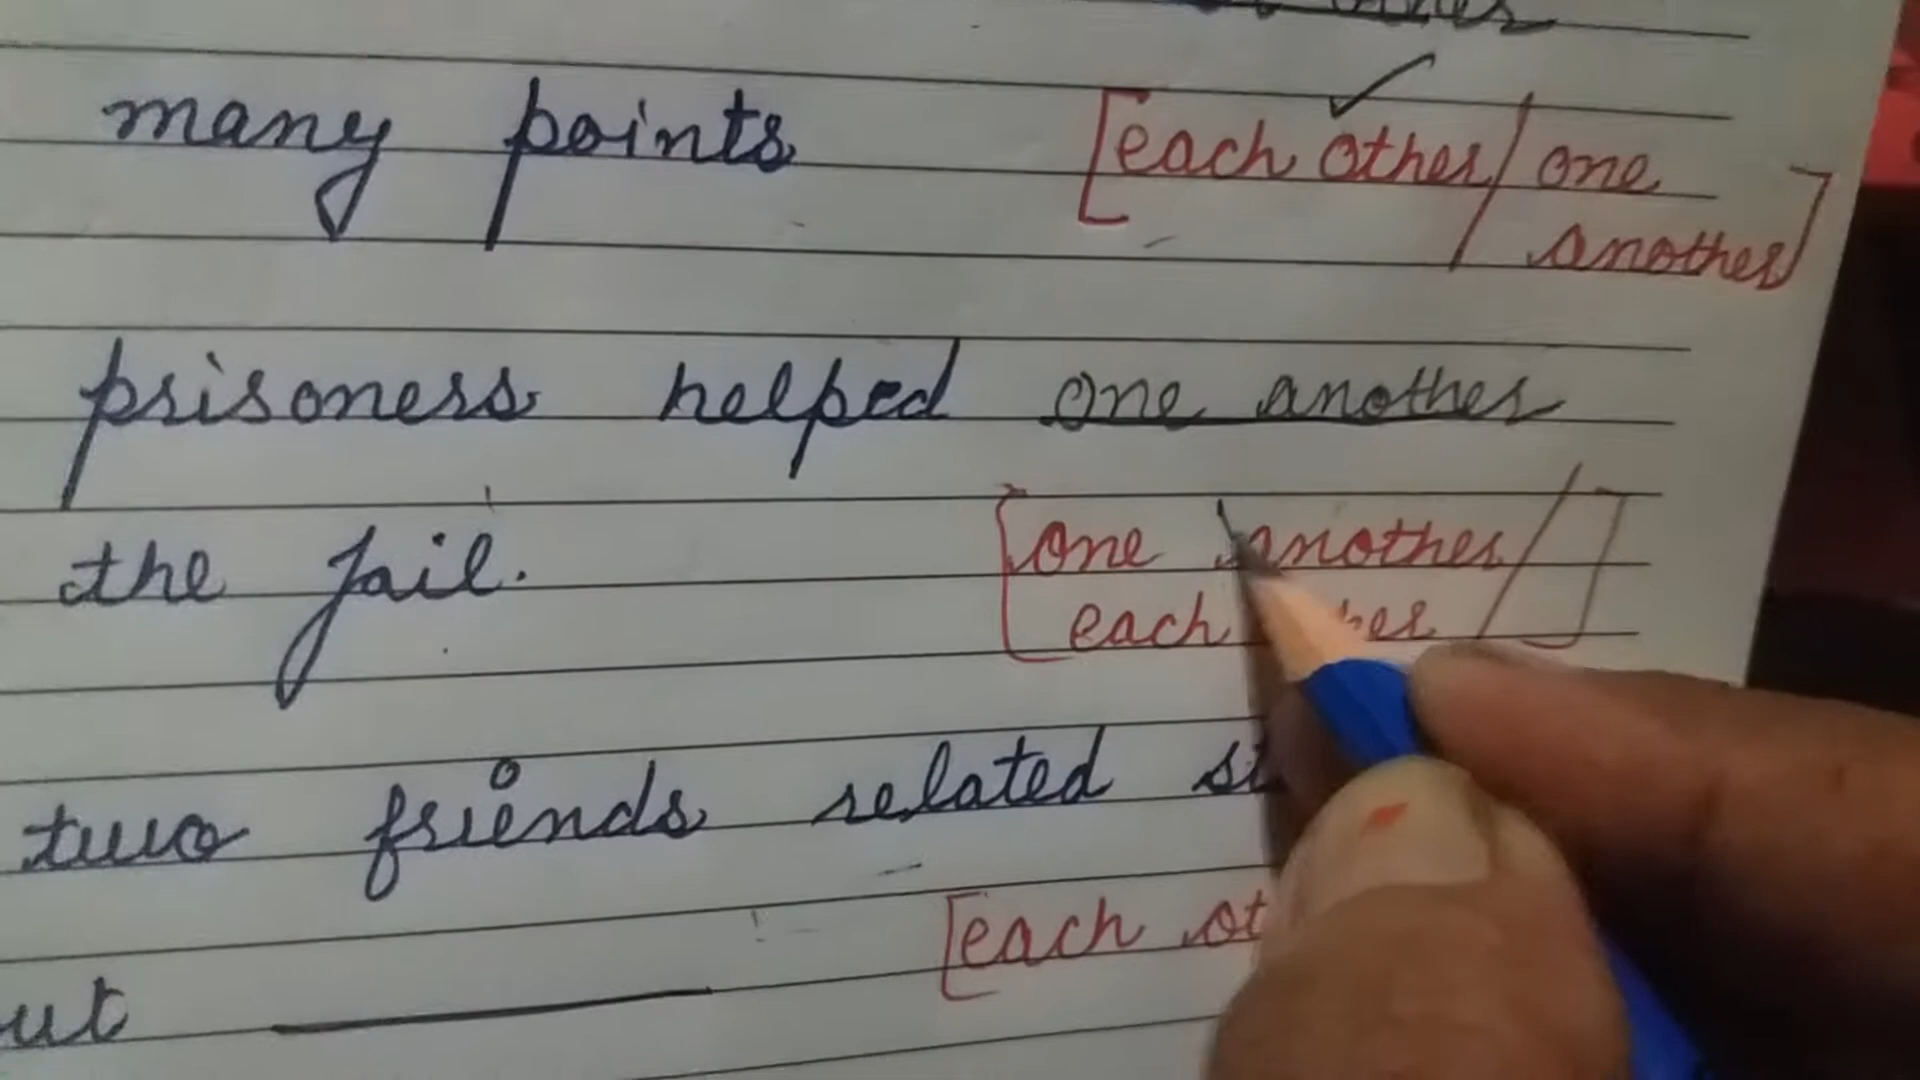 many points [each other / one
another]
prisoners helped one another
the jail. [one another /
each
two friends related
[each